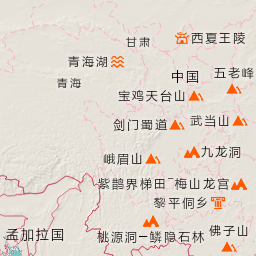 西夏王陵
甘肃
青海湖
青海
中国
五老峰
宝鸡天台山
剑门蜀道
武当山
九龙洞
峨眉山
紫鹊界梯田-梅山龙宫
黎平侗乡
孟加拉国
桃源洞-鳞隐石林
佛子山